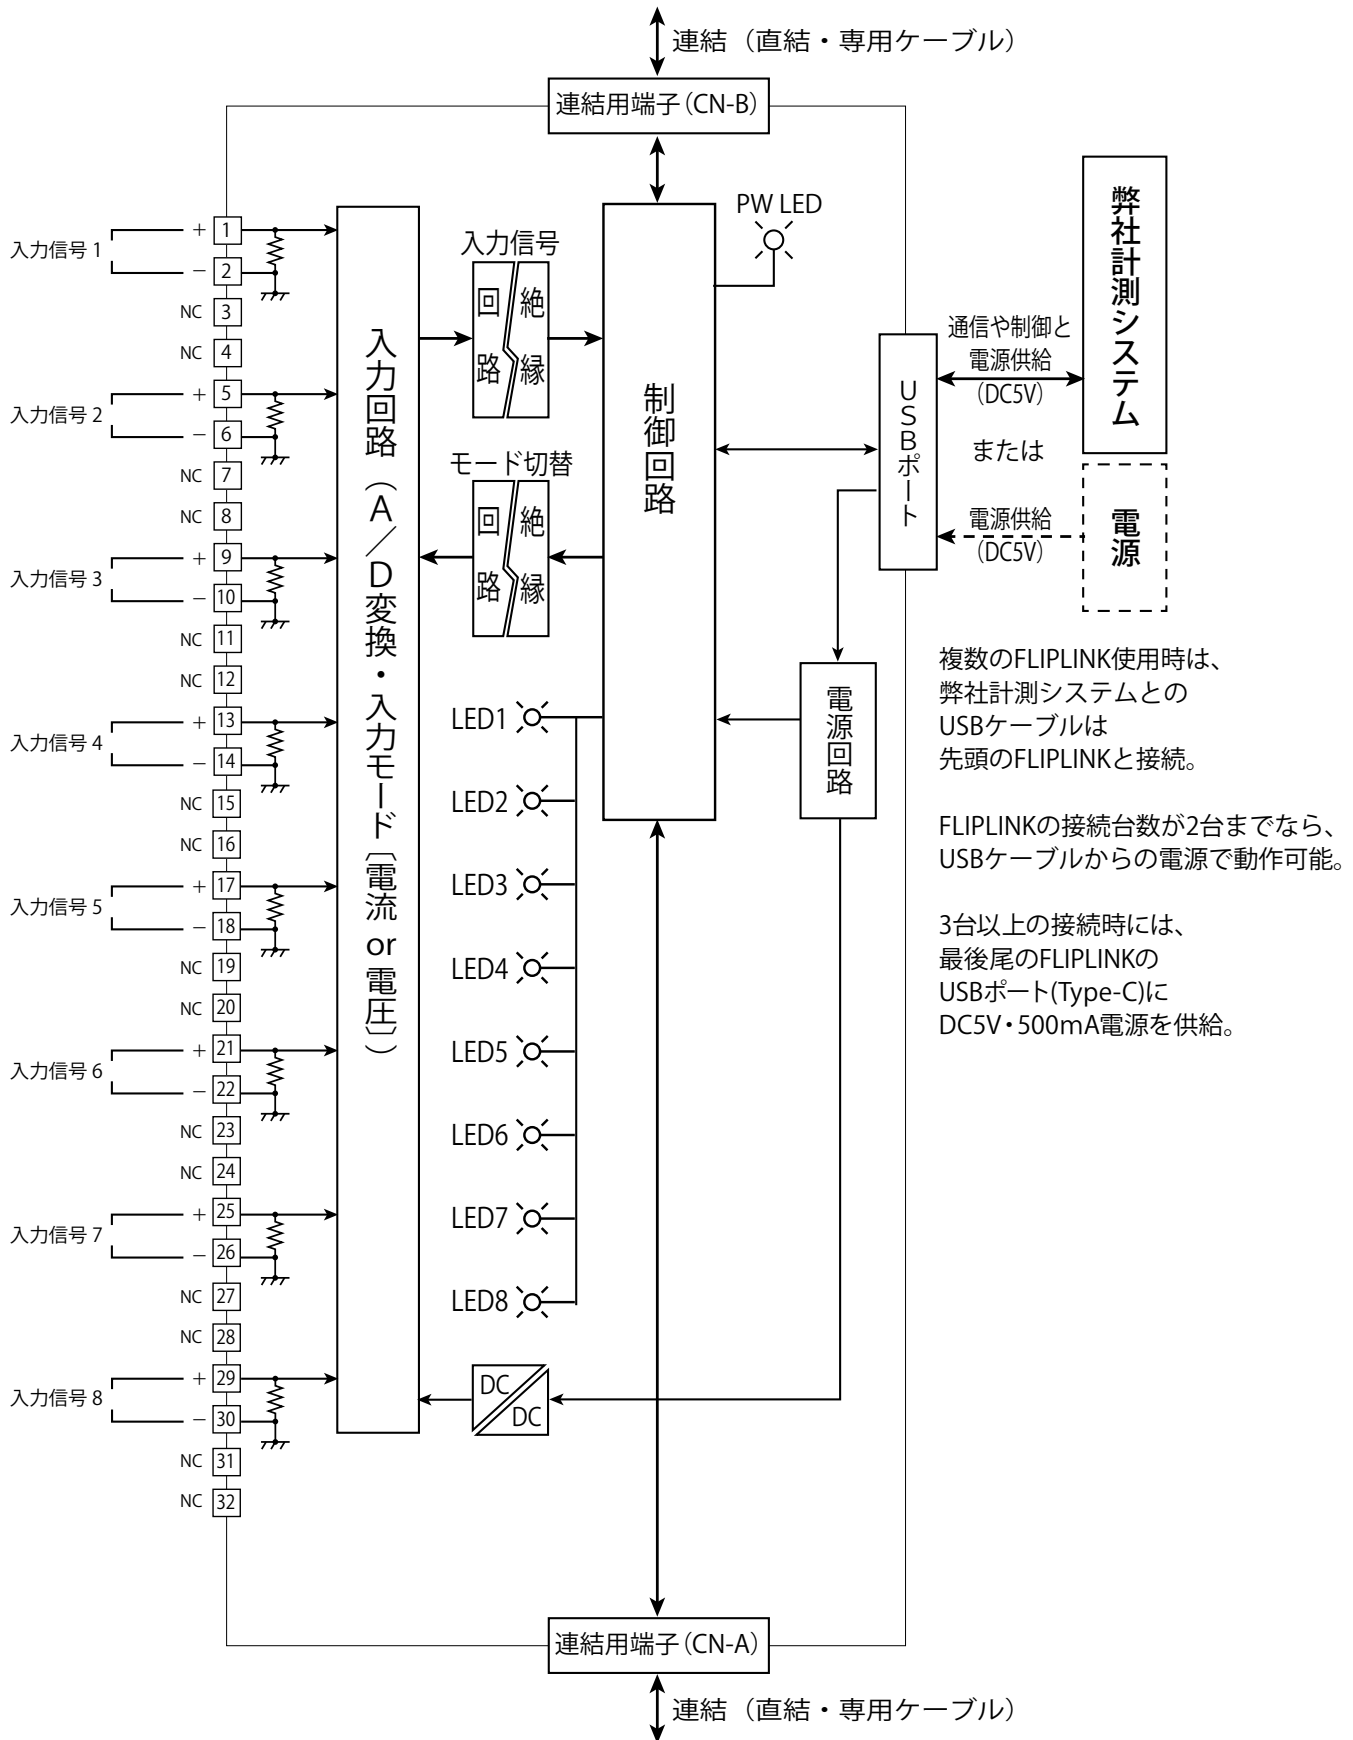 連結（直結・専用ケーブル）
連結用端子（CN-B）
PW LED
入力信号 1
+ 1
− 2
NC 3
NC 4
入力信号 2
+ 5
− 6
NC 7
NC 8
入力信号 3
+ 9
− 10
NC 11
NC 12
入力信号 4
+ 13
− 14
NC 15
NC 16
入力信号 5
+ 17
− 18
NC 19
NC 20
入力信号 6
+ 21
− 22
NC 23
NC 24
入力信号 7
+ 25
− 26
NC 27
NC 28
入力信号 8
+ 29
− 30
NC 31
NC 32
入力回路（A／D変換・入力モード〔電流 or 電圧〕）
入力信号
絶縁
回路
モード切替
絶縁
回路
LED1
LED2
LED3
LED4
LED5
LED6
LED7
LED8
DC
DC
制御回路
電源回路
USBポート
通信や制御と
電源供給
（DC5V）
または
電源供給
（DC5V）
弊社計測システム
電源
複数のFLIPLINK使用時は、
弊社計測システムとの
USBケーブルは
先頭のFLIPLINKと接続。
FLIPLINKの接続台数が2台までなら、
USBケーブルからの電源で動作可能。
3台以上の接続時には、
最後尾のFLIPLINKの
USBポート(Type-C)に
DC5V・500mA電源を供給。
連結用端子（CN-A）
連結（直結・専用ケーブル）